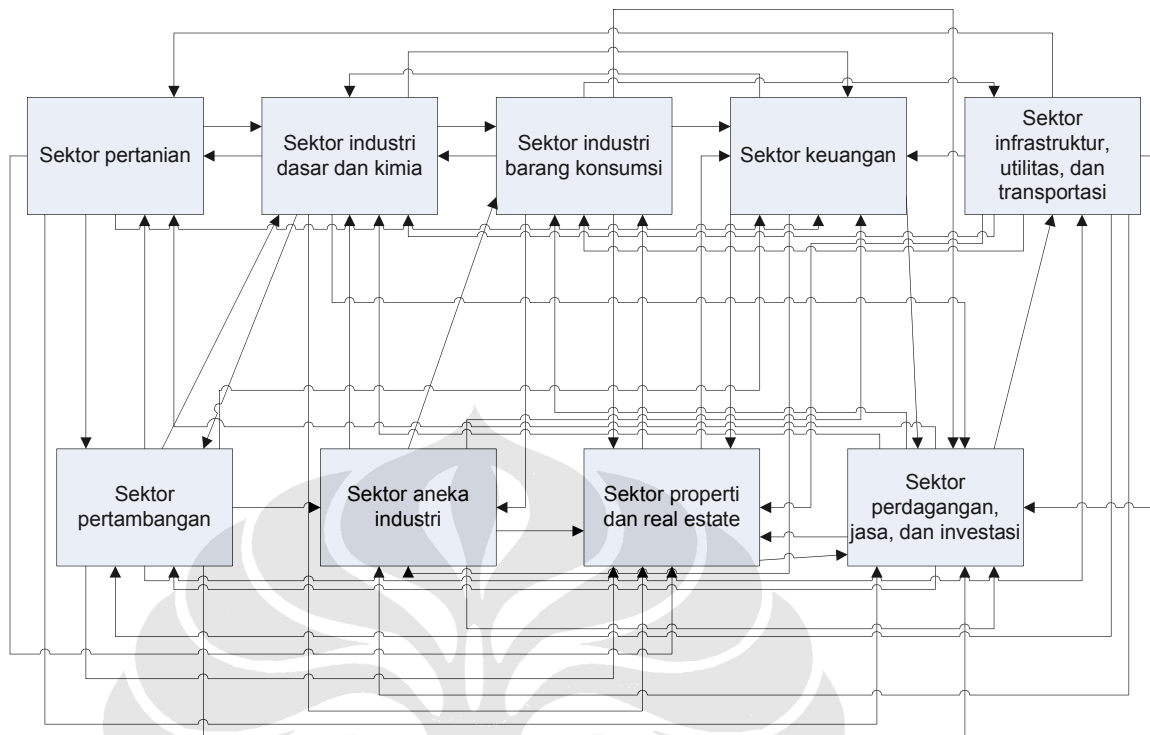 Sektor pertanian
Sektor industri
dasar dan kimia
Sektor industri
barang konsumsi
Sektor keuangan
Sektor
infrastruktur,
utilitas, dan
transportasi
Sektor
pertambangan
Sektor aneka
industri
Sektor properti
dan real estate
Sektor
perdagangan,
jasa, dan investasi